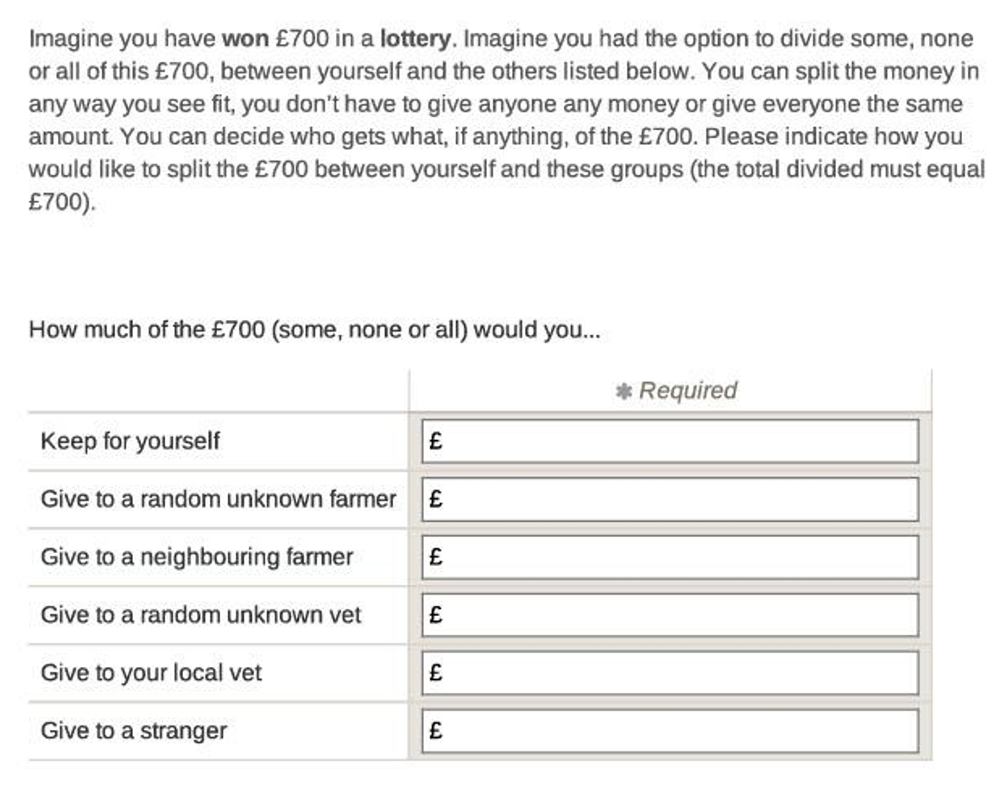 Imagine you have won £700 in a lottery. Imagine you had the option to divide some, none
or all of this £700, between yourself and the others listed below. You can split the money in
any way you see fit, you don't have to give anyone any money or give everyone the same
amount. You can decide who gets what, if anything, of the £700. Please indicate how you
would like to split the £700 between yourself and these groups (the total divided must equal
£700).
How much of the £700 (some, none or all) would you...
* Required
Keep for yourself £
Give to a random unknown farmer £
Give to a neighbouring farmer £
Give to a random unknown vet £
Give to your local vet £
Give to a stranger £